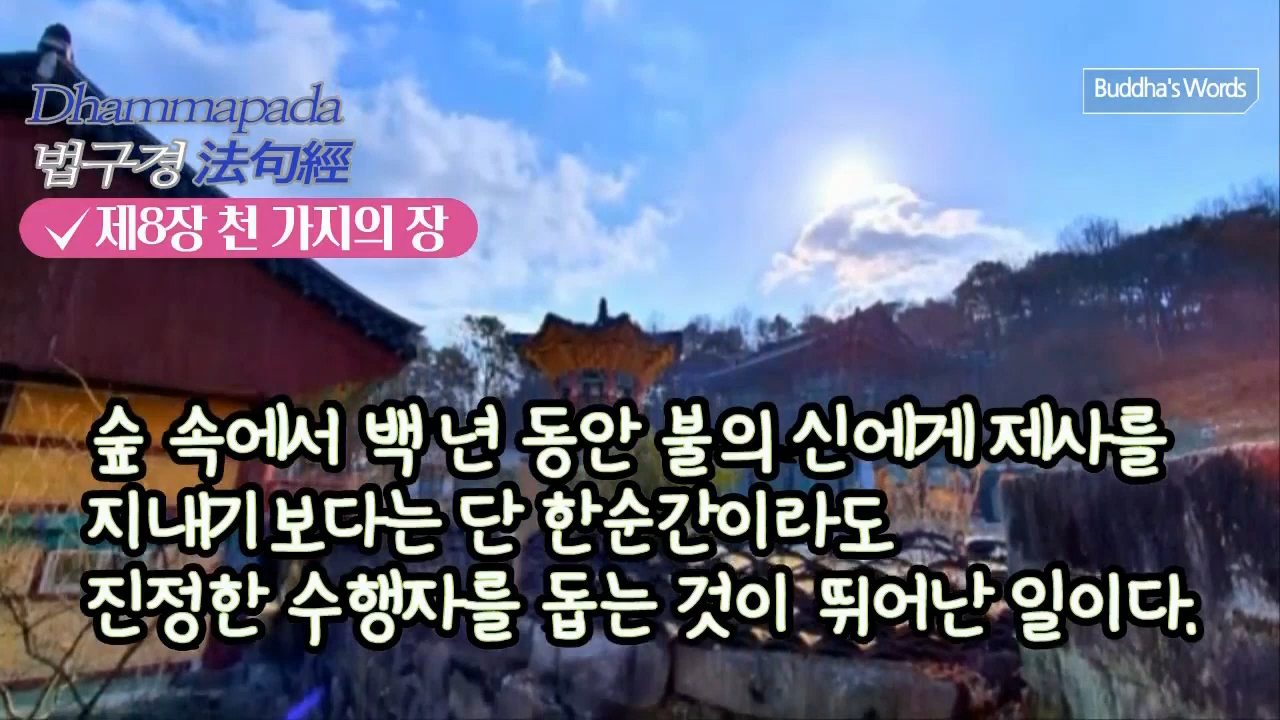 Dhammapada
법구경 法句經
제8장 천 가지의 장
Buddha's Words
숲 속에서 백 년 동안 불의 신에게 제사를
지내기 보다는 단 한순간이라도
진정한 수행자를 돕는 것이 뛰어난 일이다.